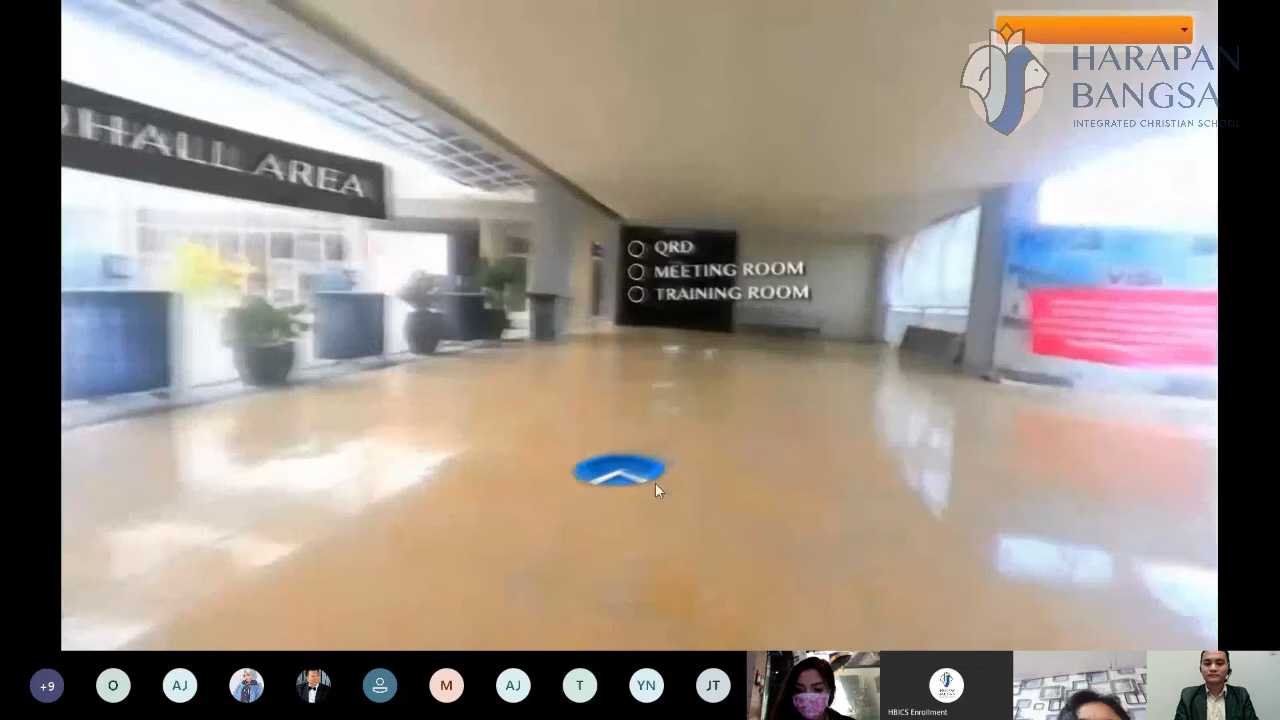 HARAPAN
BANGSA
INTEGRATED CHRISTIAN SCHOOL
HALL AREA
QRD
MEETING ROOM
TRAINING ROOM
+9
O
AJ
M
AJ
T
YN
JT
HBICS Enrollment